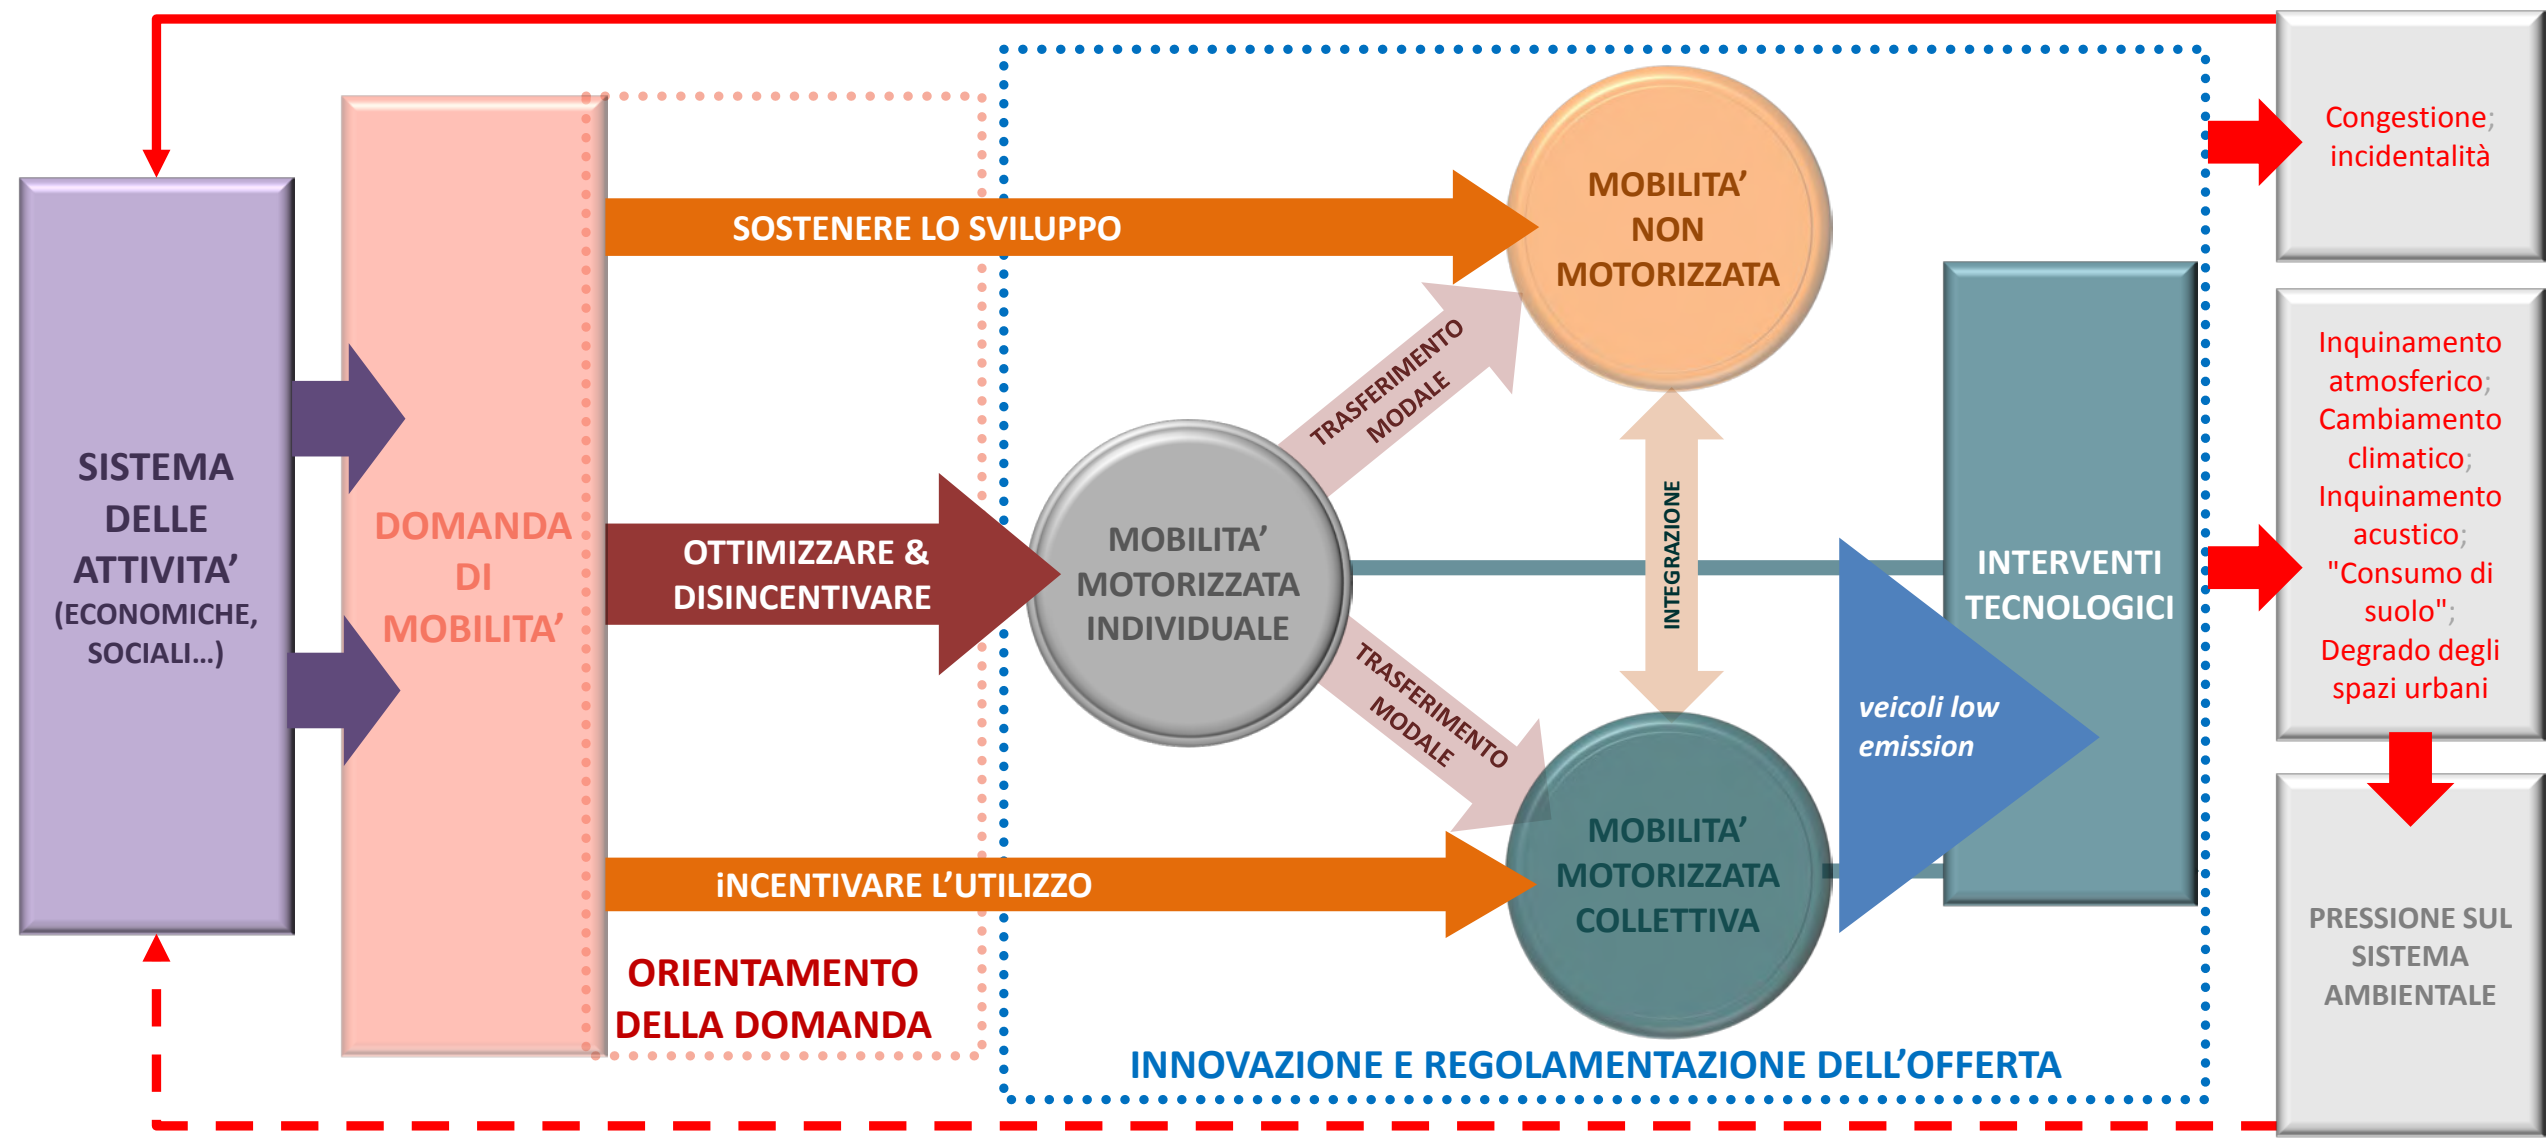 SISTEMA
DELLE
ATTIVITA’
(ECONOMICHE,
SOCIALI…)
DOMANDA
DI
MOBILITA’
SOSTENERE LO SVILUPPO
OTTIMIZZARE &
DISINCENTIVARE
iNCENTIVARE L’UTILIZZO
ORIENTAMENTO
DELLA DOMANDA
MOBILITA’
MOTORIZZATA
INDIVIDUALE
TRASFERIMENTO
MODALE
TRASFERIMENTO
MODALE
MOBILITA’
NON
MOTORIZZATA
INTEGRAZIONE
MOBILITA’
MOTORIZZATA
COLLETTIVA
veicoli low
emission
INTERVENTI
TECNOLOGICI
INNOVAZIONE E REGOLAMENTAZIONE DELL’OFFERTA
Congestione;
incidentalità
Inquinamento
atmosferico;
Cambiamento
climatico;
Inquinamento
acustico;
"Consumo di
suolo";
Degrado degli
spazi urbani
PRESSIONE SUL
SISTEMA
AMBIENTALE